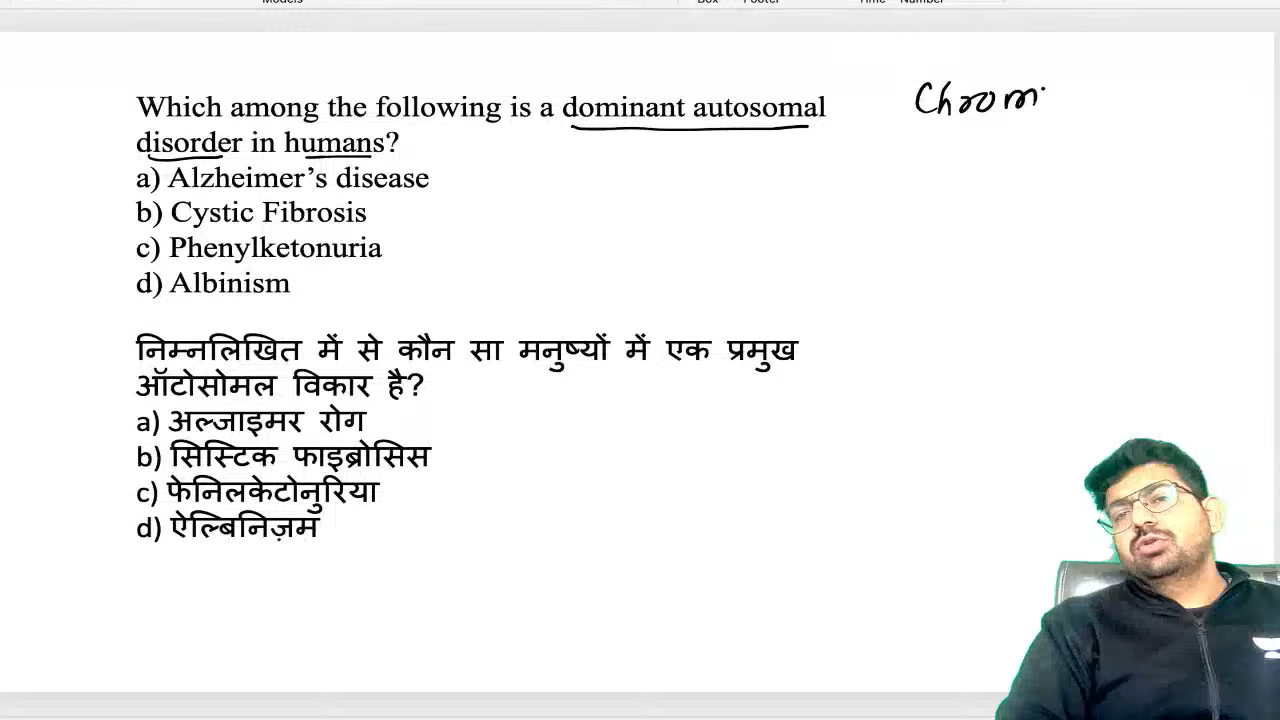 Which among the following is a dominant autosomal
disorder in humans?
a) Alzheimer’s disease
b) Cystic Fibrosis
c) Phenylketonuria
d) Albinism
निम्नलिखित में से कौन सा मनुष्यों में एक प्रमुख
ऑटोसोमल विकार है?
a) अल्जाइमर रोग
b) सिस्टिक फाइब्रोसिस
c) फेनिलकेटोनुरिया
d) ऐल्बिनिज़म
Chrom